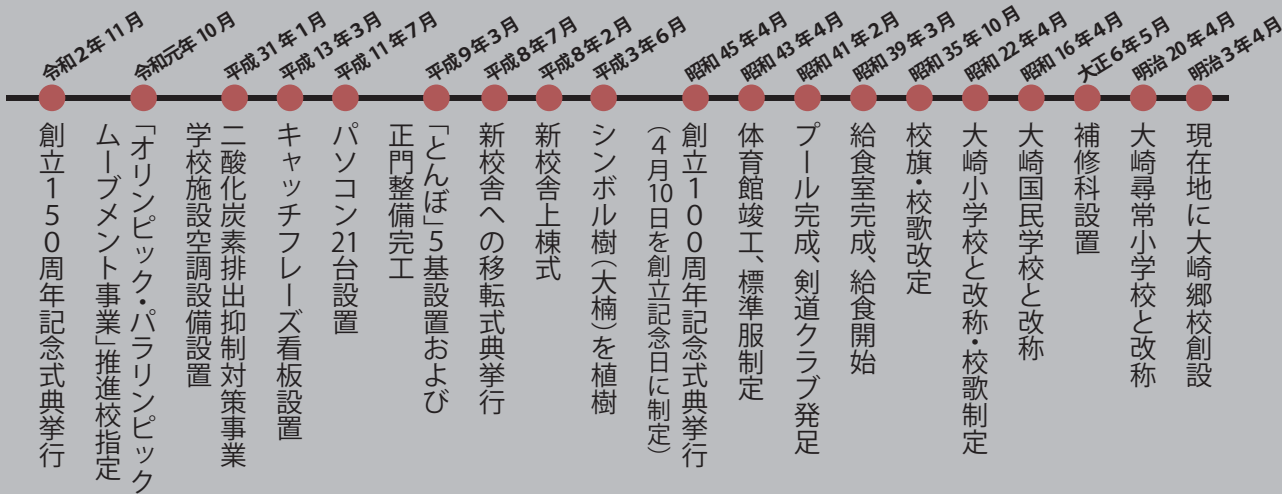 明治3年4月
現在地に大崎郷校創設
明治20年4月
大崎尋常小学校と改称
大正6年5月
補修科設置
昭和16年4月
大崎国民学校と改称
昭和22年4月
大崎小学校と改称・校歌制定
昭和35年10月
校旗・校歌改定
昭和39年3月
給食室完成、給食開始
昭和41年2月
プール完成、剣道クラブ発足
昭和43年4月
体育館竣工、標準服制定
昭和45年4月
創立100周年記念式典挙行
(4月10日を創立記念日に制定)
平成3年6月
シンボル樹(大楠)を植樹
平成8年2月
新校舎上棟式
平成8年7月
新校舎への移転式典挙行
平成9年3月
「とんぼ」5基設置および
正門整備完工
平成11年7月
パソコン21台設置
平成13年3月
キャッチフレーズ看板設置
平成31年1月
二酸化炭素排出抑制対策事業
学校施設空調設備設置
令和元年10月
「オリンピック・パラリンピック
ムーブメント事業」推進校指定
令和2年11月
創立150周年記念式典挙行